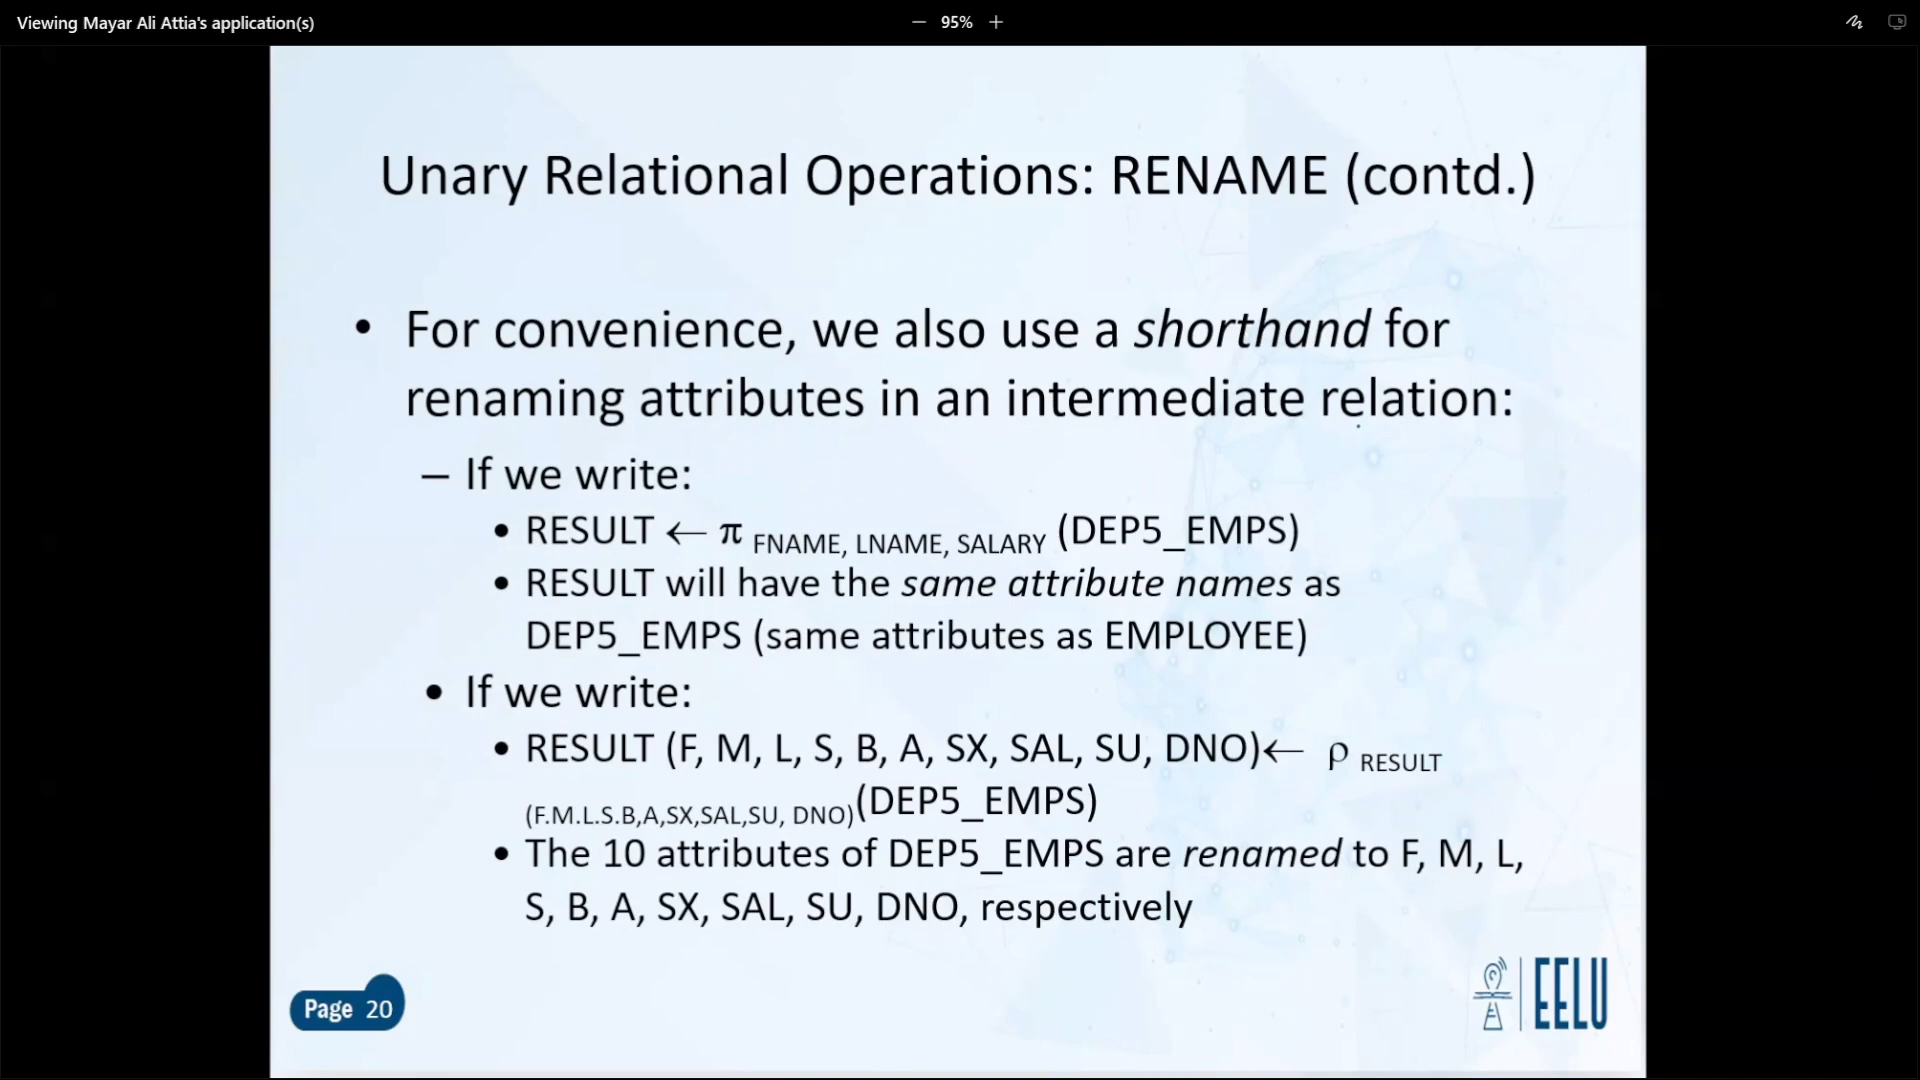 Viewing Mayar Ali Attia's application(s)
95%
Unary Relational Operations: RENAME (contd.)
• For convenience, we also use a shorthand for
renaming attributes in an intermediate relation:
– If we write:
• RESULT ← π FNAME, LNAME, SALARY (DEP5_EMPS)
• RESULT will have the same attribute names as
DEP5_EMPS (same attributes as EMPLOYEE)
• If we write:
• RESULT (F, M, L, S, B, A, SX, SAL, SU, DNO)← ρ RESULT
(F.M.L.S.B,A,SX,SAL,SU, DNO)(DEP5_EMPS)
• The 10 attributes of DEP5_EMPS are renamed to F, M, L,
S, B, A, SX, SAL, SU, DNO, respectively
Page 20
EELU